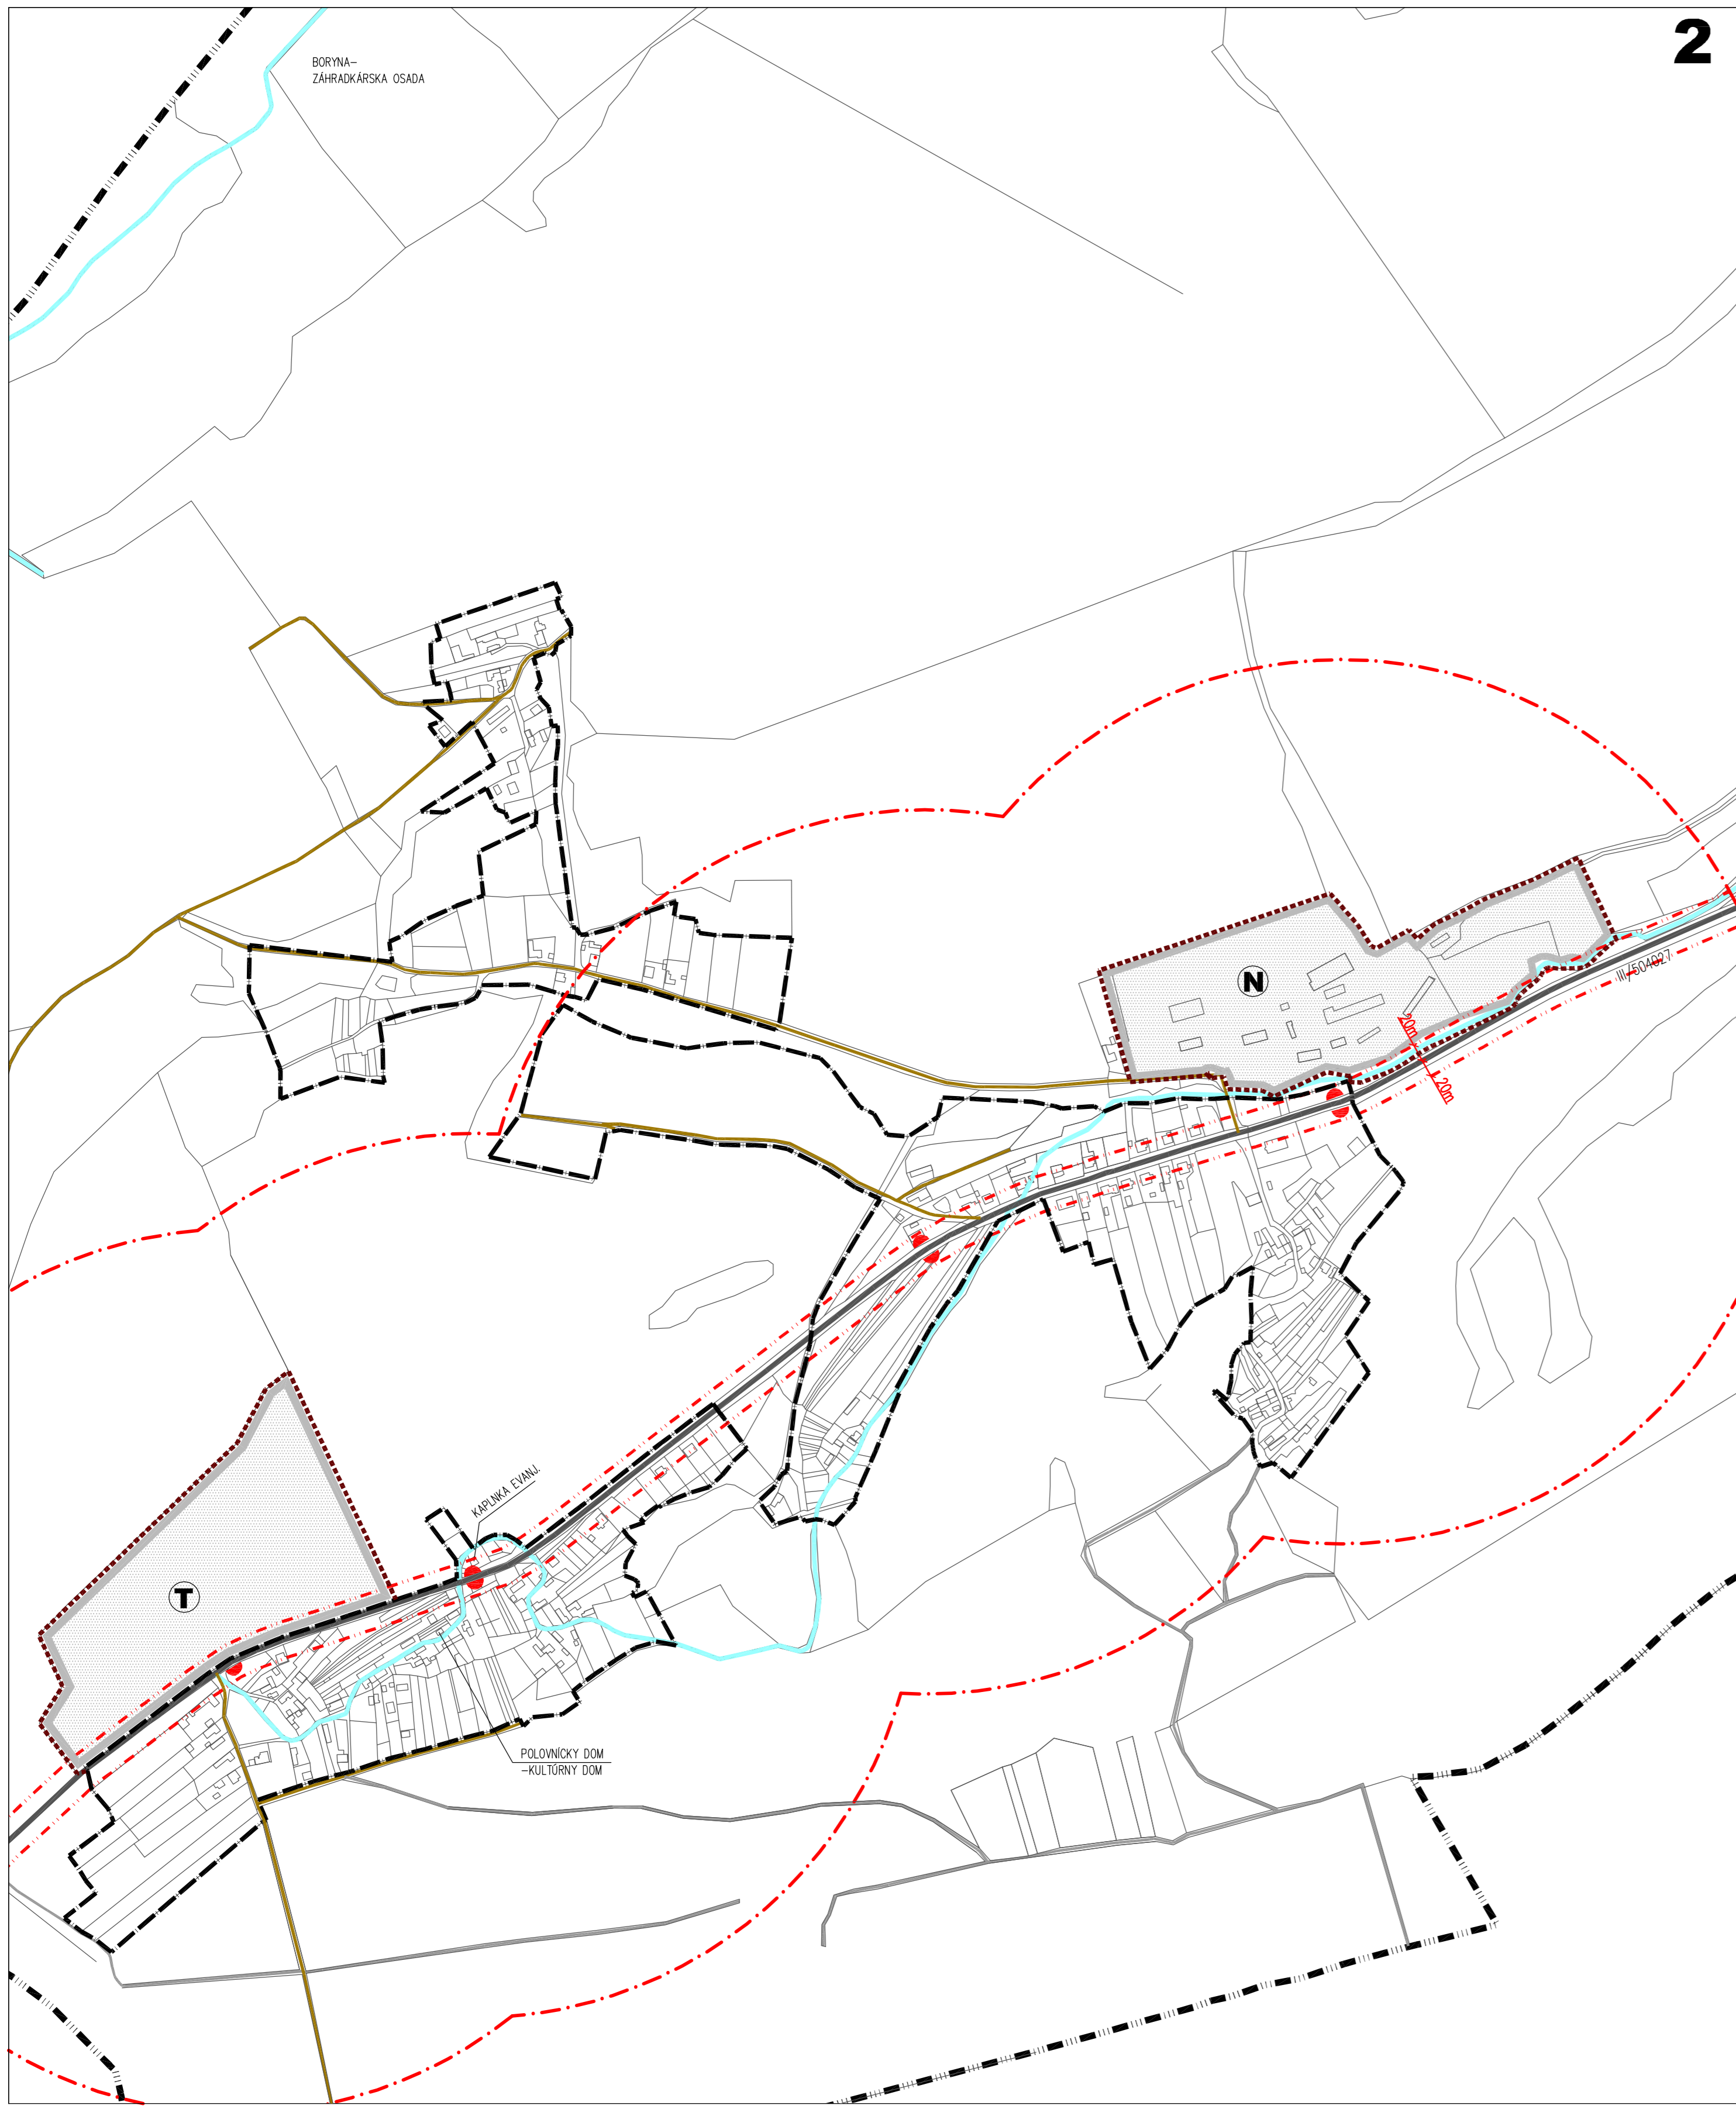 2
BORYNA-
ZÁHRADKÁRSKA OSADA
N
III/504027
20m
20m
KAPLNKA EVANJ.
T
POLOVNÍCKY DOM
-KULTÚRNY DOM